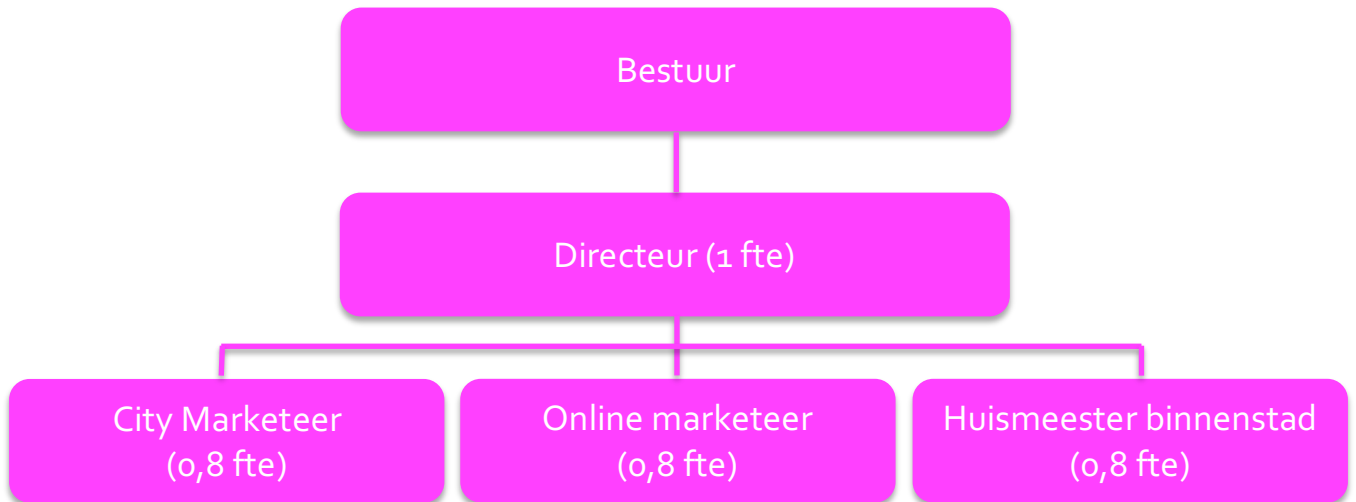 Bestuur
Directeur (1 fte)
City Marketeer
(0,8 fte)
Online marketeer
(0,8 fte)
Huismeester binnenstad
(0,8 fte)